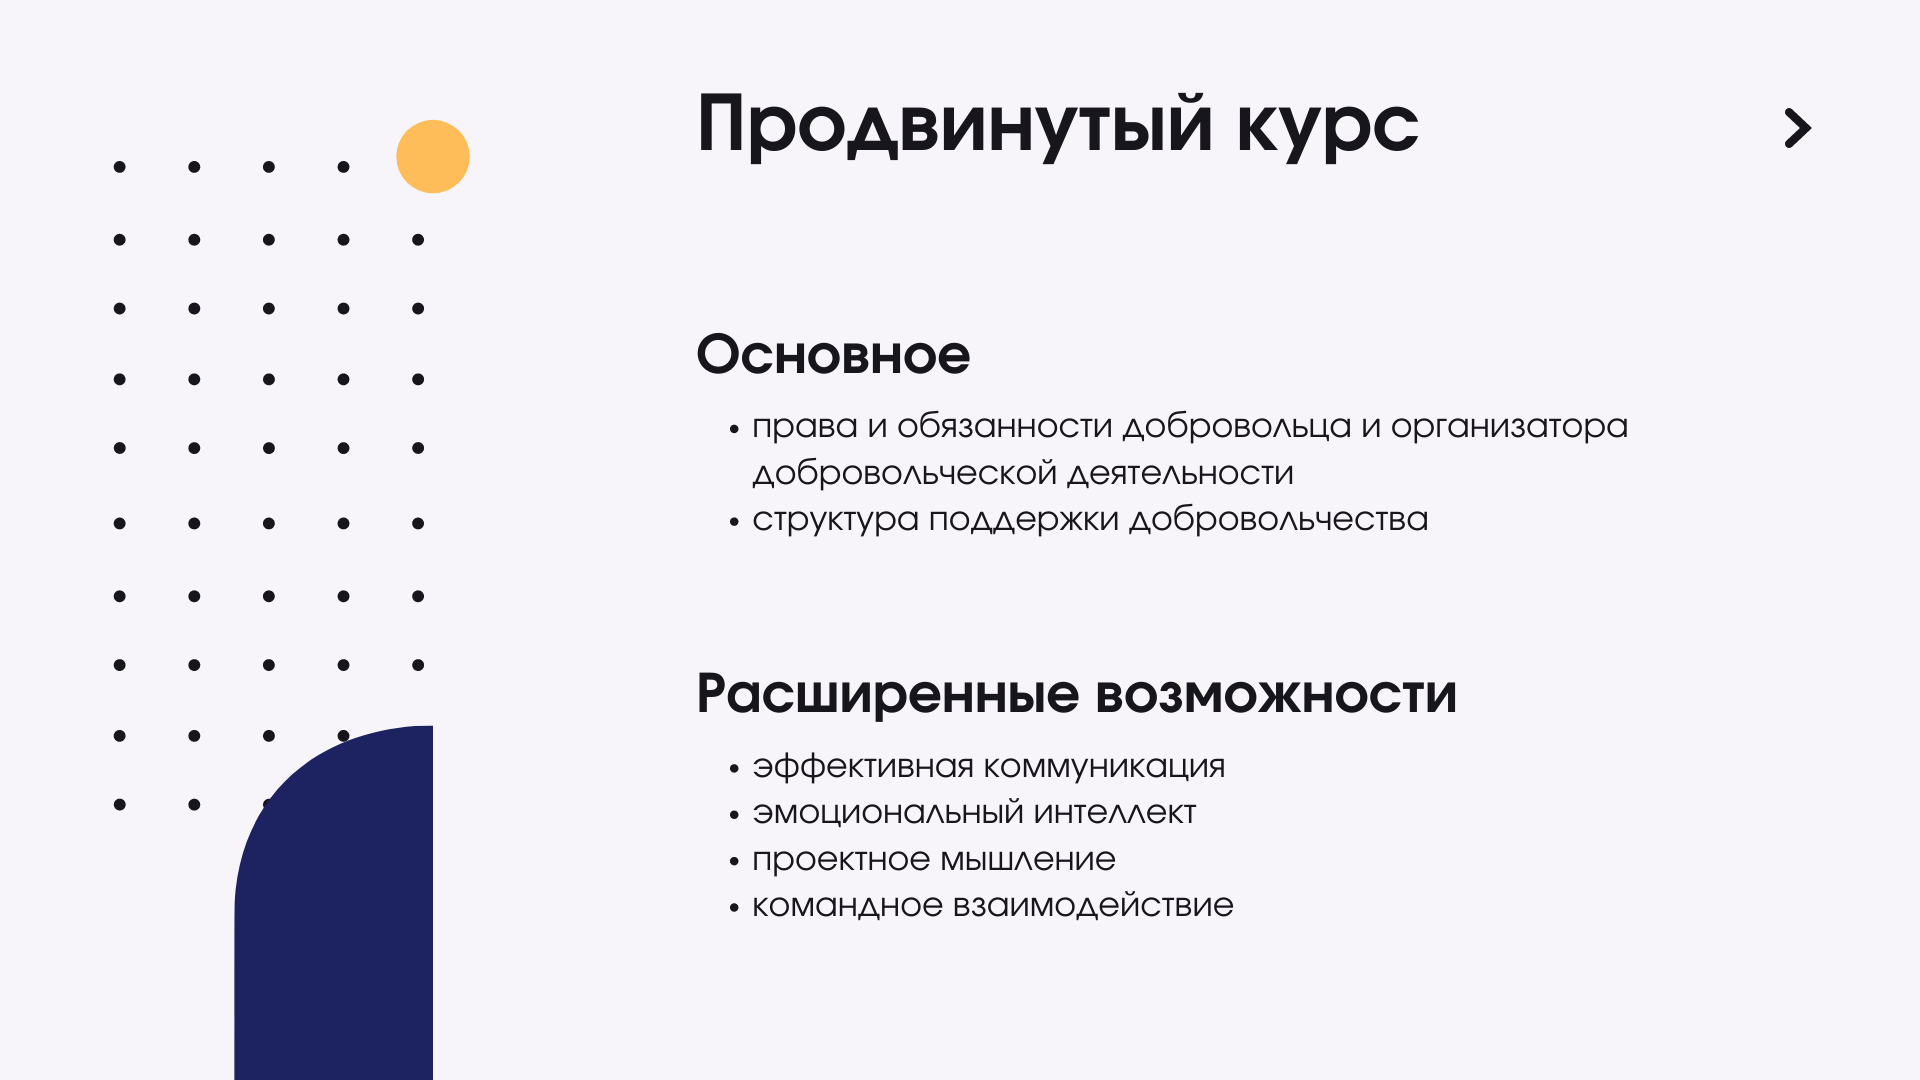 Продвинутый курс
Основное
• права и обязанности добровольца и организатора
добровольческой деятельности
• структура поддержки добровольчества
Расширенные возможности
• эффективная коммуникация
• эмоциональный интеллект
• проектное мышление
• командное взаимодействие